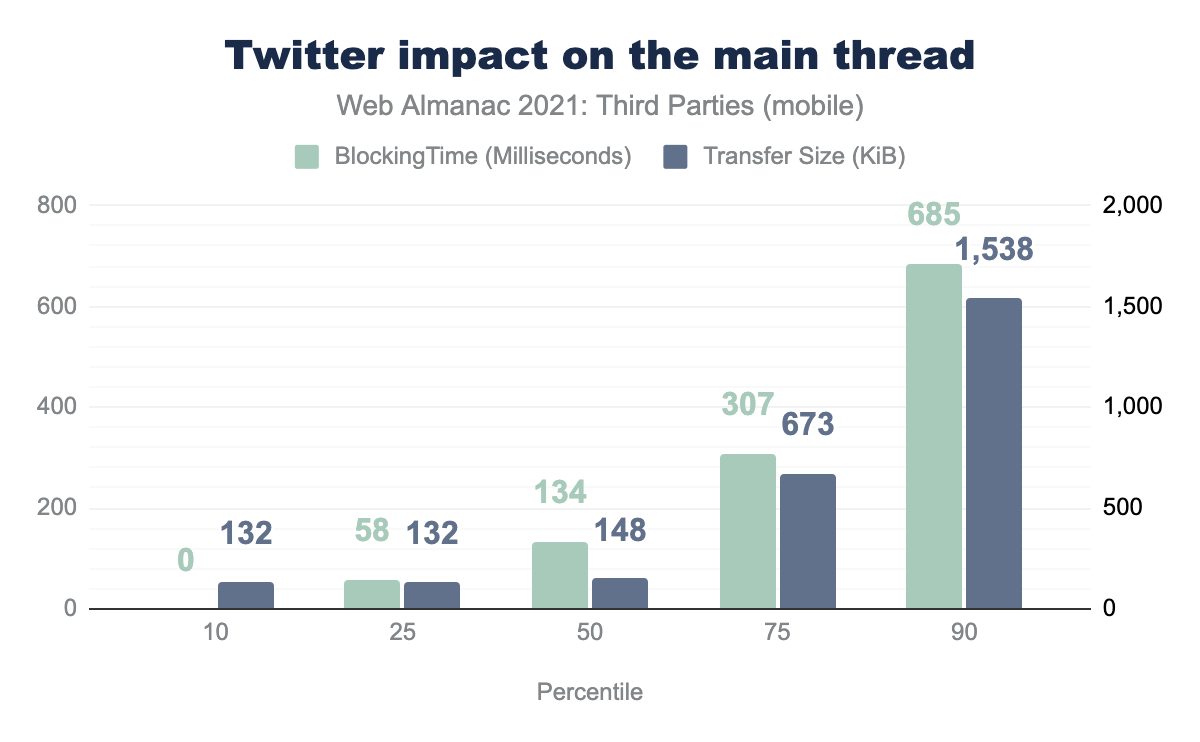 Twitter impact on the main thread
Web Almanac 2021: Third Parties (mobile)
BlockingTime (Milliseconds) Transfer Size (KiB)
800 685 2,000
1,538
600 1,500
400 307 1,000
673
200 134 500
58 132 148
0 132
0 0
10 25 50 75 90
Percentile